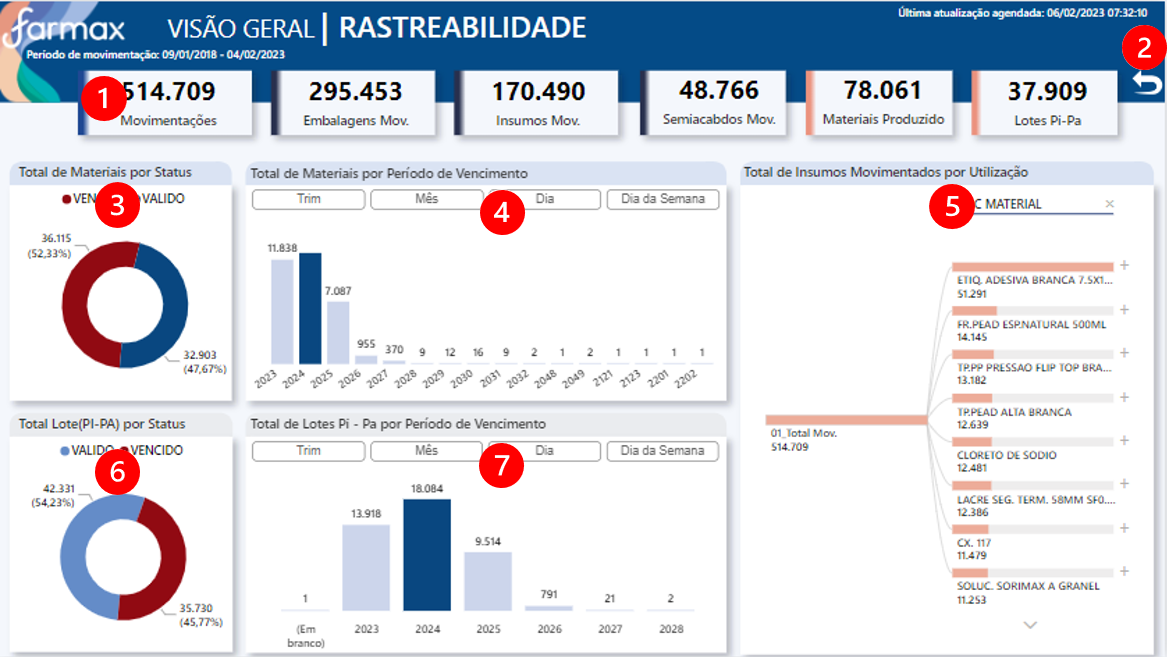 farmax
VISÃO GERAL | RASTREABILIDADE
Última atualização agendada: 06/02/2023 07:32:10
Período de movimentação: 09/01/2018 - 04/02/2023
2
1
514.709
Movimentações
295.453
Embalagens Mov.
170.490
Insumos Mov.
48.766
Semiacabdos Mov.
78.061
Materiais Produzido
37.909
Lotes Pi-Pa
Total de Materiais por Status
3
VALIDO
36.115
(52,33%)
32.903
(47,67%)
Total de Materiais por Período de Vencimento
Trim
Mês
4
Dia
Dia da Semana
11.838
7.087
955
370
9
12
16
9
2
1
2
1
1
1
1
2023
2024
2025
2026
2027
2028
2029
2030
2031
2032
2048
2049
2121
2123
2201
2202
Total de Insumos Movimentados por Utilização
5
C MATERIAL
01_Total Mov.
514.709
ETIQ. ADESIVA BRANCA 7.5X1...
51.291
FR.PEAD ESP.NATURAL 500ML
14.145
TP.PP PRESSAO FLIP TOP BRA...
13.182
TP.PEAD ALTA BRANCA
12.639
CLORETO DE SODIO
12.481
LACRE SEG. TERM. 58MM SF0....
12.386
CX. 117
11.479
SOLUC. SORIMAX A GRANEL
11.253
Total Lote(PI-PA) por Status
VALIDO
6
VENCIDO
42.331
(54,23%)
35.730
(45,77%)
Total de Lotes Pi - Pa por Período de Vencimento
Trim
Mês
7
Dia
Dia da Semana
1
13.918
18.084
9.514
791
21
2
(Em
branco)
2023
2024
2025
2026
2027
2028